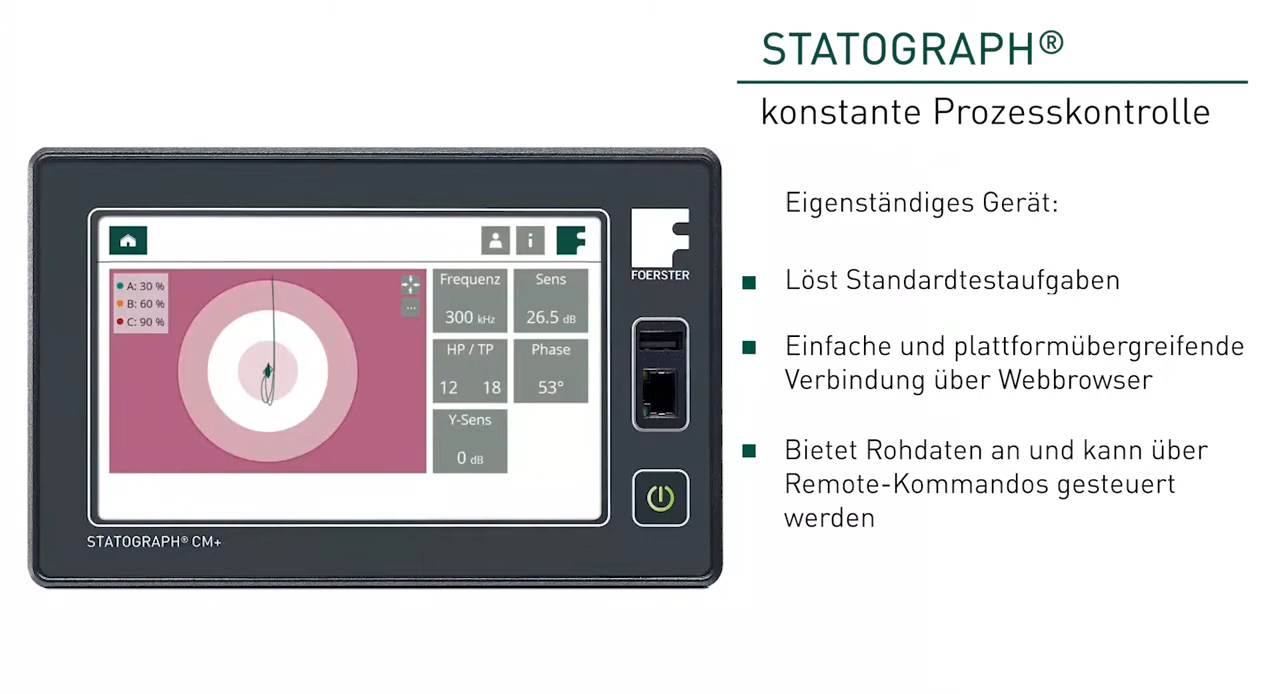 STATOGRAPH®
konstante Prozesskontrolle
Eigenständiges Gerät:
Löst Standardtestaufgaben
Einfache und plattformübergreifende
Verbindung über Webbrowser
Bietet Rohdaten an und kann über
Remote-Kommandos gesteuert
werden
A: 30 %
B: 60 %
C: 90 %
Frequenz
300 kHz
Sens
26.5 dB
HP / TP
12 18
Phase
53°
Y-Sens
0 dB
FOERSTER
STATOGRAPH® CM+